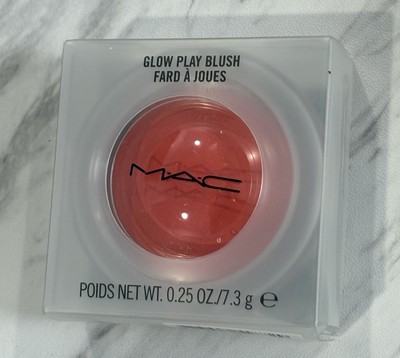 GLOW PLAY BLUSH
FARD À JOUES
M·A·C
POIDS NET WT. 0.25 OZ./7.3 g ℮